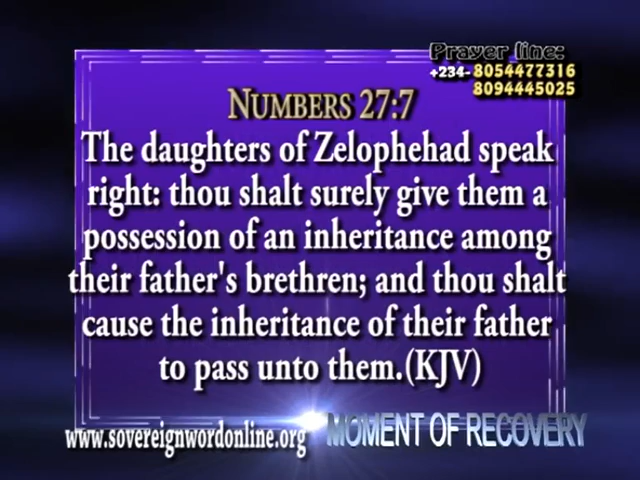 Prayer line:
+234- 8054477316
8094445025
NUMBERS 27:7
The daughters of Zelophehad speak
right: thou shalt surely give them a
possession of an inheritance among
their father's brethren; and thou shalt
cause the inheritance of their father
to pass unto them.(KJV)
www.sovereignwordonline.org
MOMENT OF RECOVERY